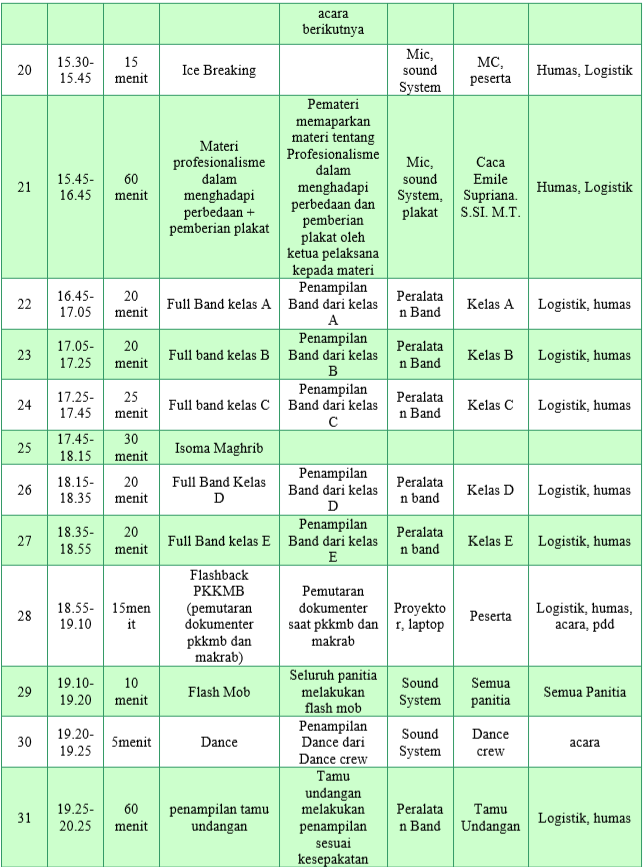 acara
berikutnya
20
15.30-
15.45
15
menit
Ice Breaking
Mic,
sound
System
MC,
peserta
Humas, Logistik
21
15.45-
16.45
60
menit
Materi
profesionalisme
dalam
menghadapi
perbedaan +
pemberian plakat
Pemateri
memaparkan
materi tentang
Profesionalisme
dalam
menghadapi
perbedaan dan
pemberian
plakat oleh
ketua pelaksana
kepada materi
Mic,
sound
System,
plakat
Caca
Emile
Supriana.
S.SI. M.T.
Humas, Logistik
22
16.45-
17.05
20
menit
Full Band kelas A
Penampilan
Band dari kelas
A
Peralata
n Band
Kelas A
Logistik, humas
23
17.05-
17.25
20
menit
Full band kelas B
Penampilan
Band dari kelas
B
Peralata
n Band
Kelas B
Logistik, humas
24
17.25-
17.45
25
menit
Full band kelas C
Penampilan
Band dari kelas
C
Peralata
n Band
Kelas C
Logistik, humas
25
17.45-
18.15
30
menit
Isoma Maghrib
26
18.15-
18.35
20
menit
Full Band Kelas
D
Penampilan
Band dari kelas
D
Peralata
n band
Kelas D
Logistik, humas
27
18.35-
18.55
20
menit
Full Band kelas E
Penampilan
Band dari kelas
E
Peralata
n band
Kelas E
Logistik, humas
28
18.55-
19.10
15men
it
Flashback
PKKMB
(pemutaran
dokumenter
pkkmb dan
makrab)
Pemutaran
dokumenter
saat pkkmb dan
makrab
Proyekto
r, laptop
Peserta
Logistik, humas,
acara, pdd
29
19.10-
19.20
10
menit
Flash Mob
Seluruh panitia
melakukan
flash mob
Sound
System
Semua
panitia
Semua Panitia
30
19.20-
19.25
5menit
Dance
Penampilan
Dance dari
Dance crew
Sound
System
Dance
crew
acara
31
19.25-
20.25
60
menit
penampilan tamu
undangan
Tamu
undangan
melakukan
penampilan
sesuai
kesepakatan
Peralata
n Band
Tamu
Undangan
Logistik, humas